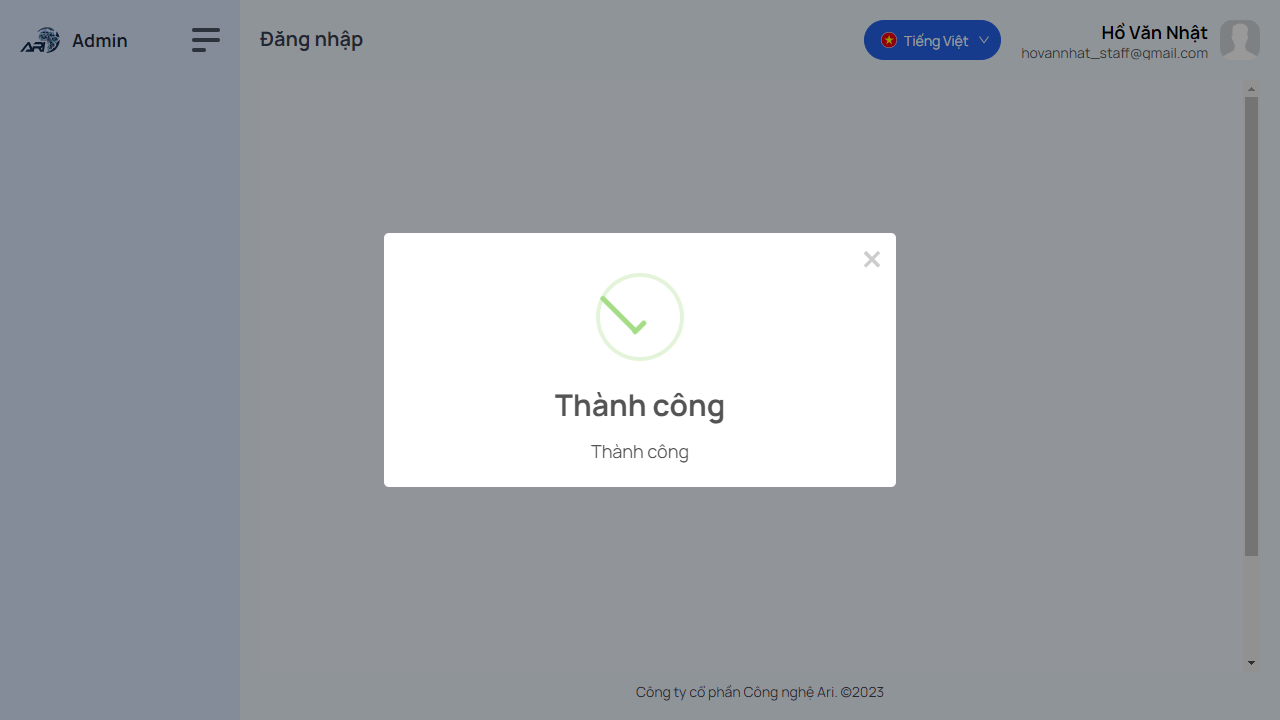 ARI
Admin
Đăng nhập
Tiếng Việt
Hồ Văn Nhật
hovannhat_staff@gmail.com
Thành công
Thành công
Công ty cổ phần Công nghệ Ari. ©2023